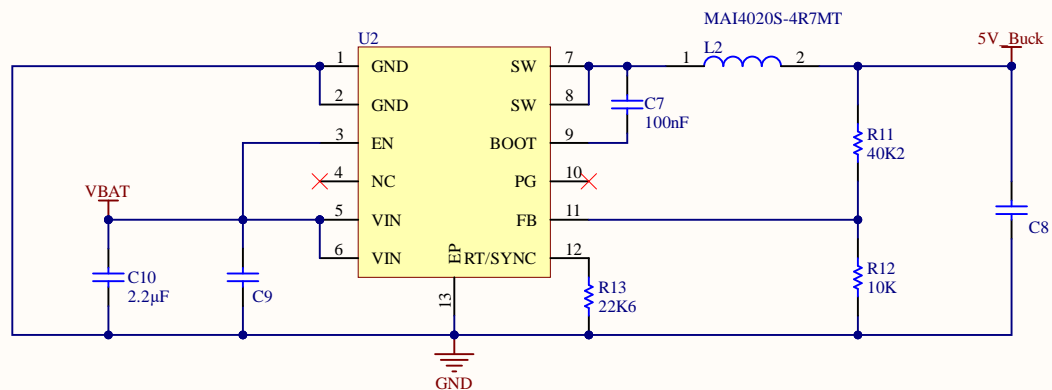 MAI4020S-4R7MT
U2
5V_Buck
1 GND SW 7 1 L2 2
2 GND SW 8
C7
100nF
3 EN BOOT 9
R11
40K2
4 NC PG 10
VBAT
5 VIN FB 11
C8
6 VIN EP RT/SYNC 12
C10
2.2µF
C9
R12
10K
13
R13
22K6
GND